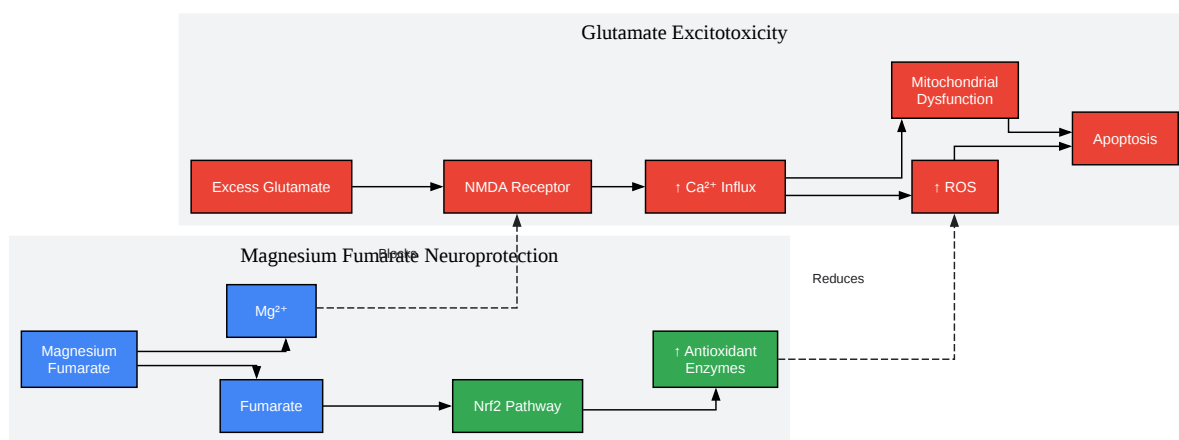 Glutamate Excitotoxicity
Mitochondrial
Dysfunction
Apoptosis
Excess Glutamate
NMDA Receptor
↑ Ca²⁺ Influx
↑ ROS
Blocks
Magnesium Fumarate Neuroprotection
Reduces
Mg²⁺
Magnesium
Fumarate
↑ Antioxidant
Enzymes
Fumarate
Nrf2 Pathway